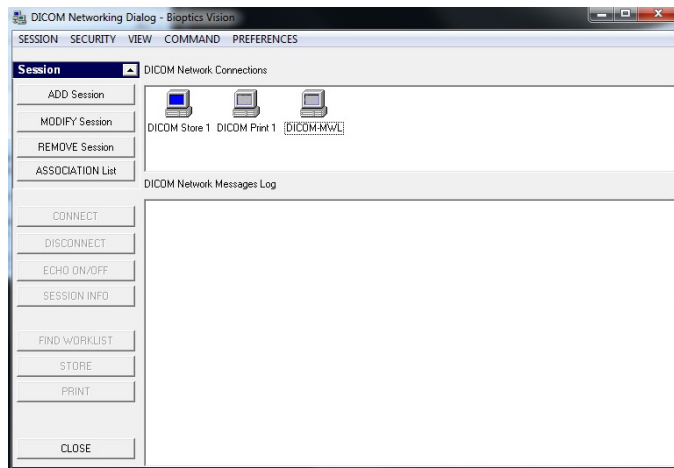 DICOM Networking Dialog - Bioptics Vision
SESSION SECURITY VIEW COMMAND PREFERENCES
Session
DICOM Network Connections
ADD Session
MODIFY Session
REMOVE Session
ASSOCIATION List
DICOM Store 1 DICOM Print 1 DICOM-MWL
DICOM Network Messages Log
CONNECT
DISCONNECT
ECHO ON/OFF
SESSION INFO
FIND WORKLIST
STORE
PRINT
CLOSE